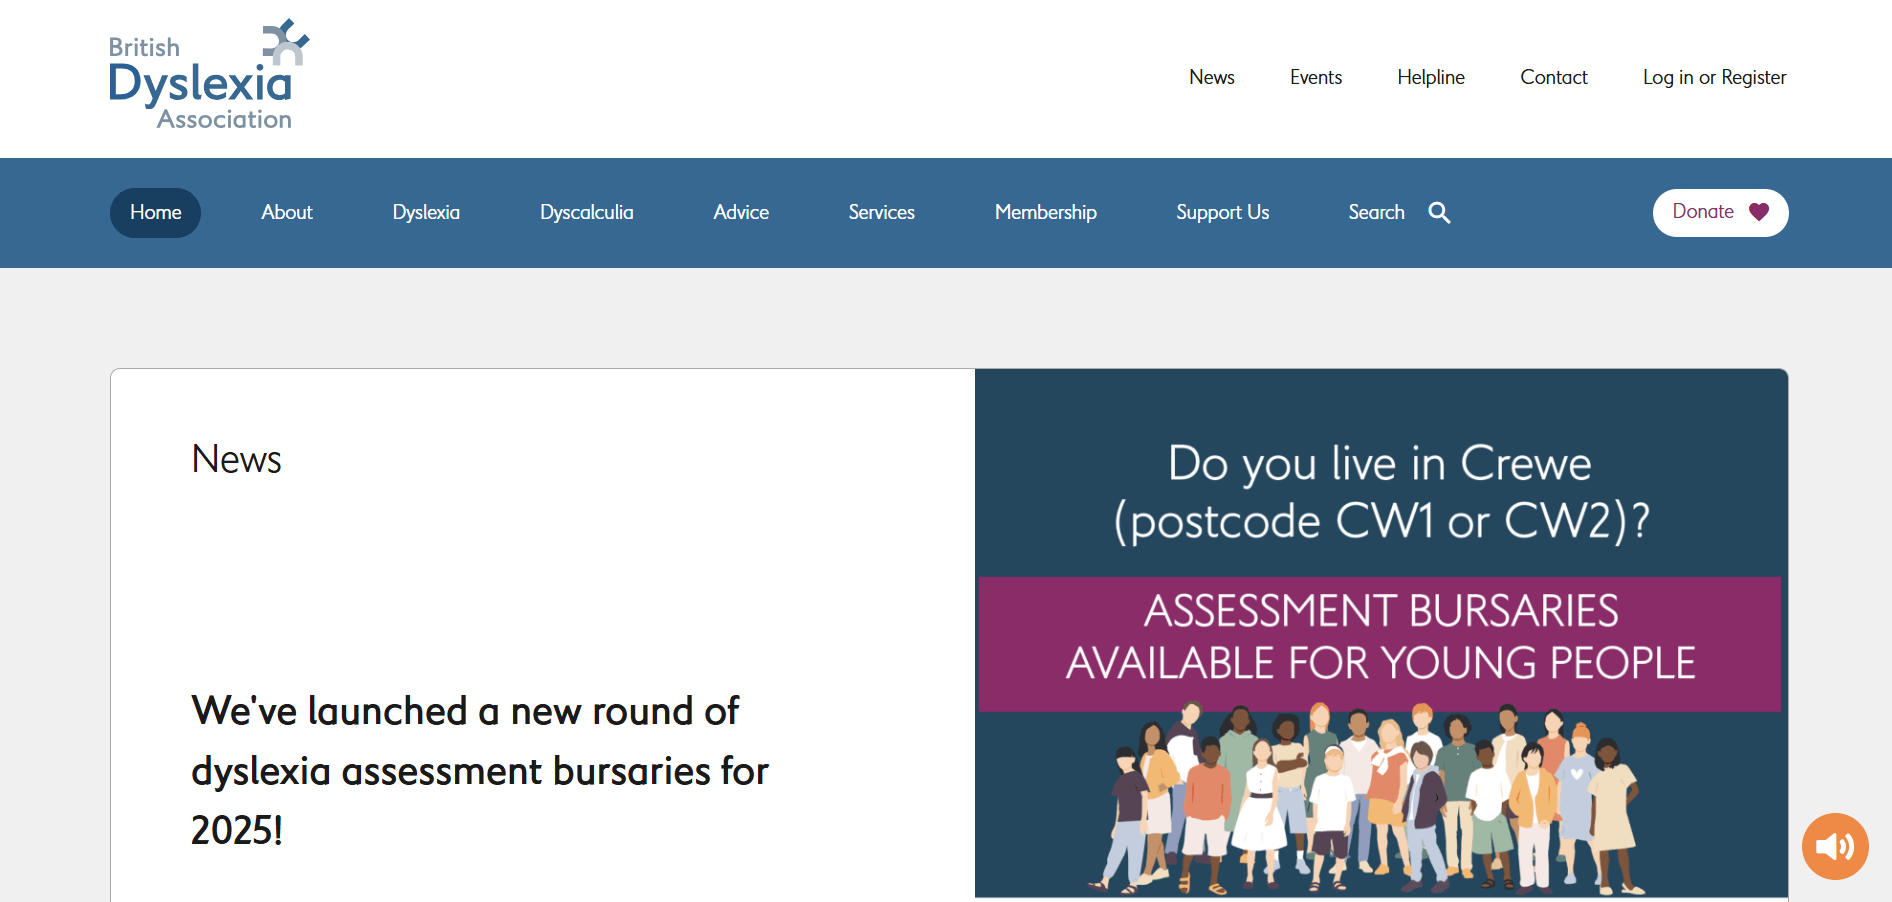 British
Dyslexia
Association
News Events Helpline Contact Log in or Register
Home About Dyslexia Dyscalculia Advice Services Membership Support Us Search Donate
News
We've launched a new round of
dyslexia assessment bursaries for
2025!
Do you live in Crewe
(postcode CW1 or CW2)?
ASSESSMENT BURSARIES
AVAILABLE FOR YOUNG PEOPLE